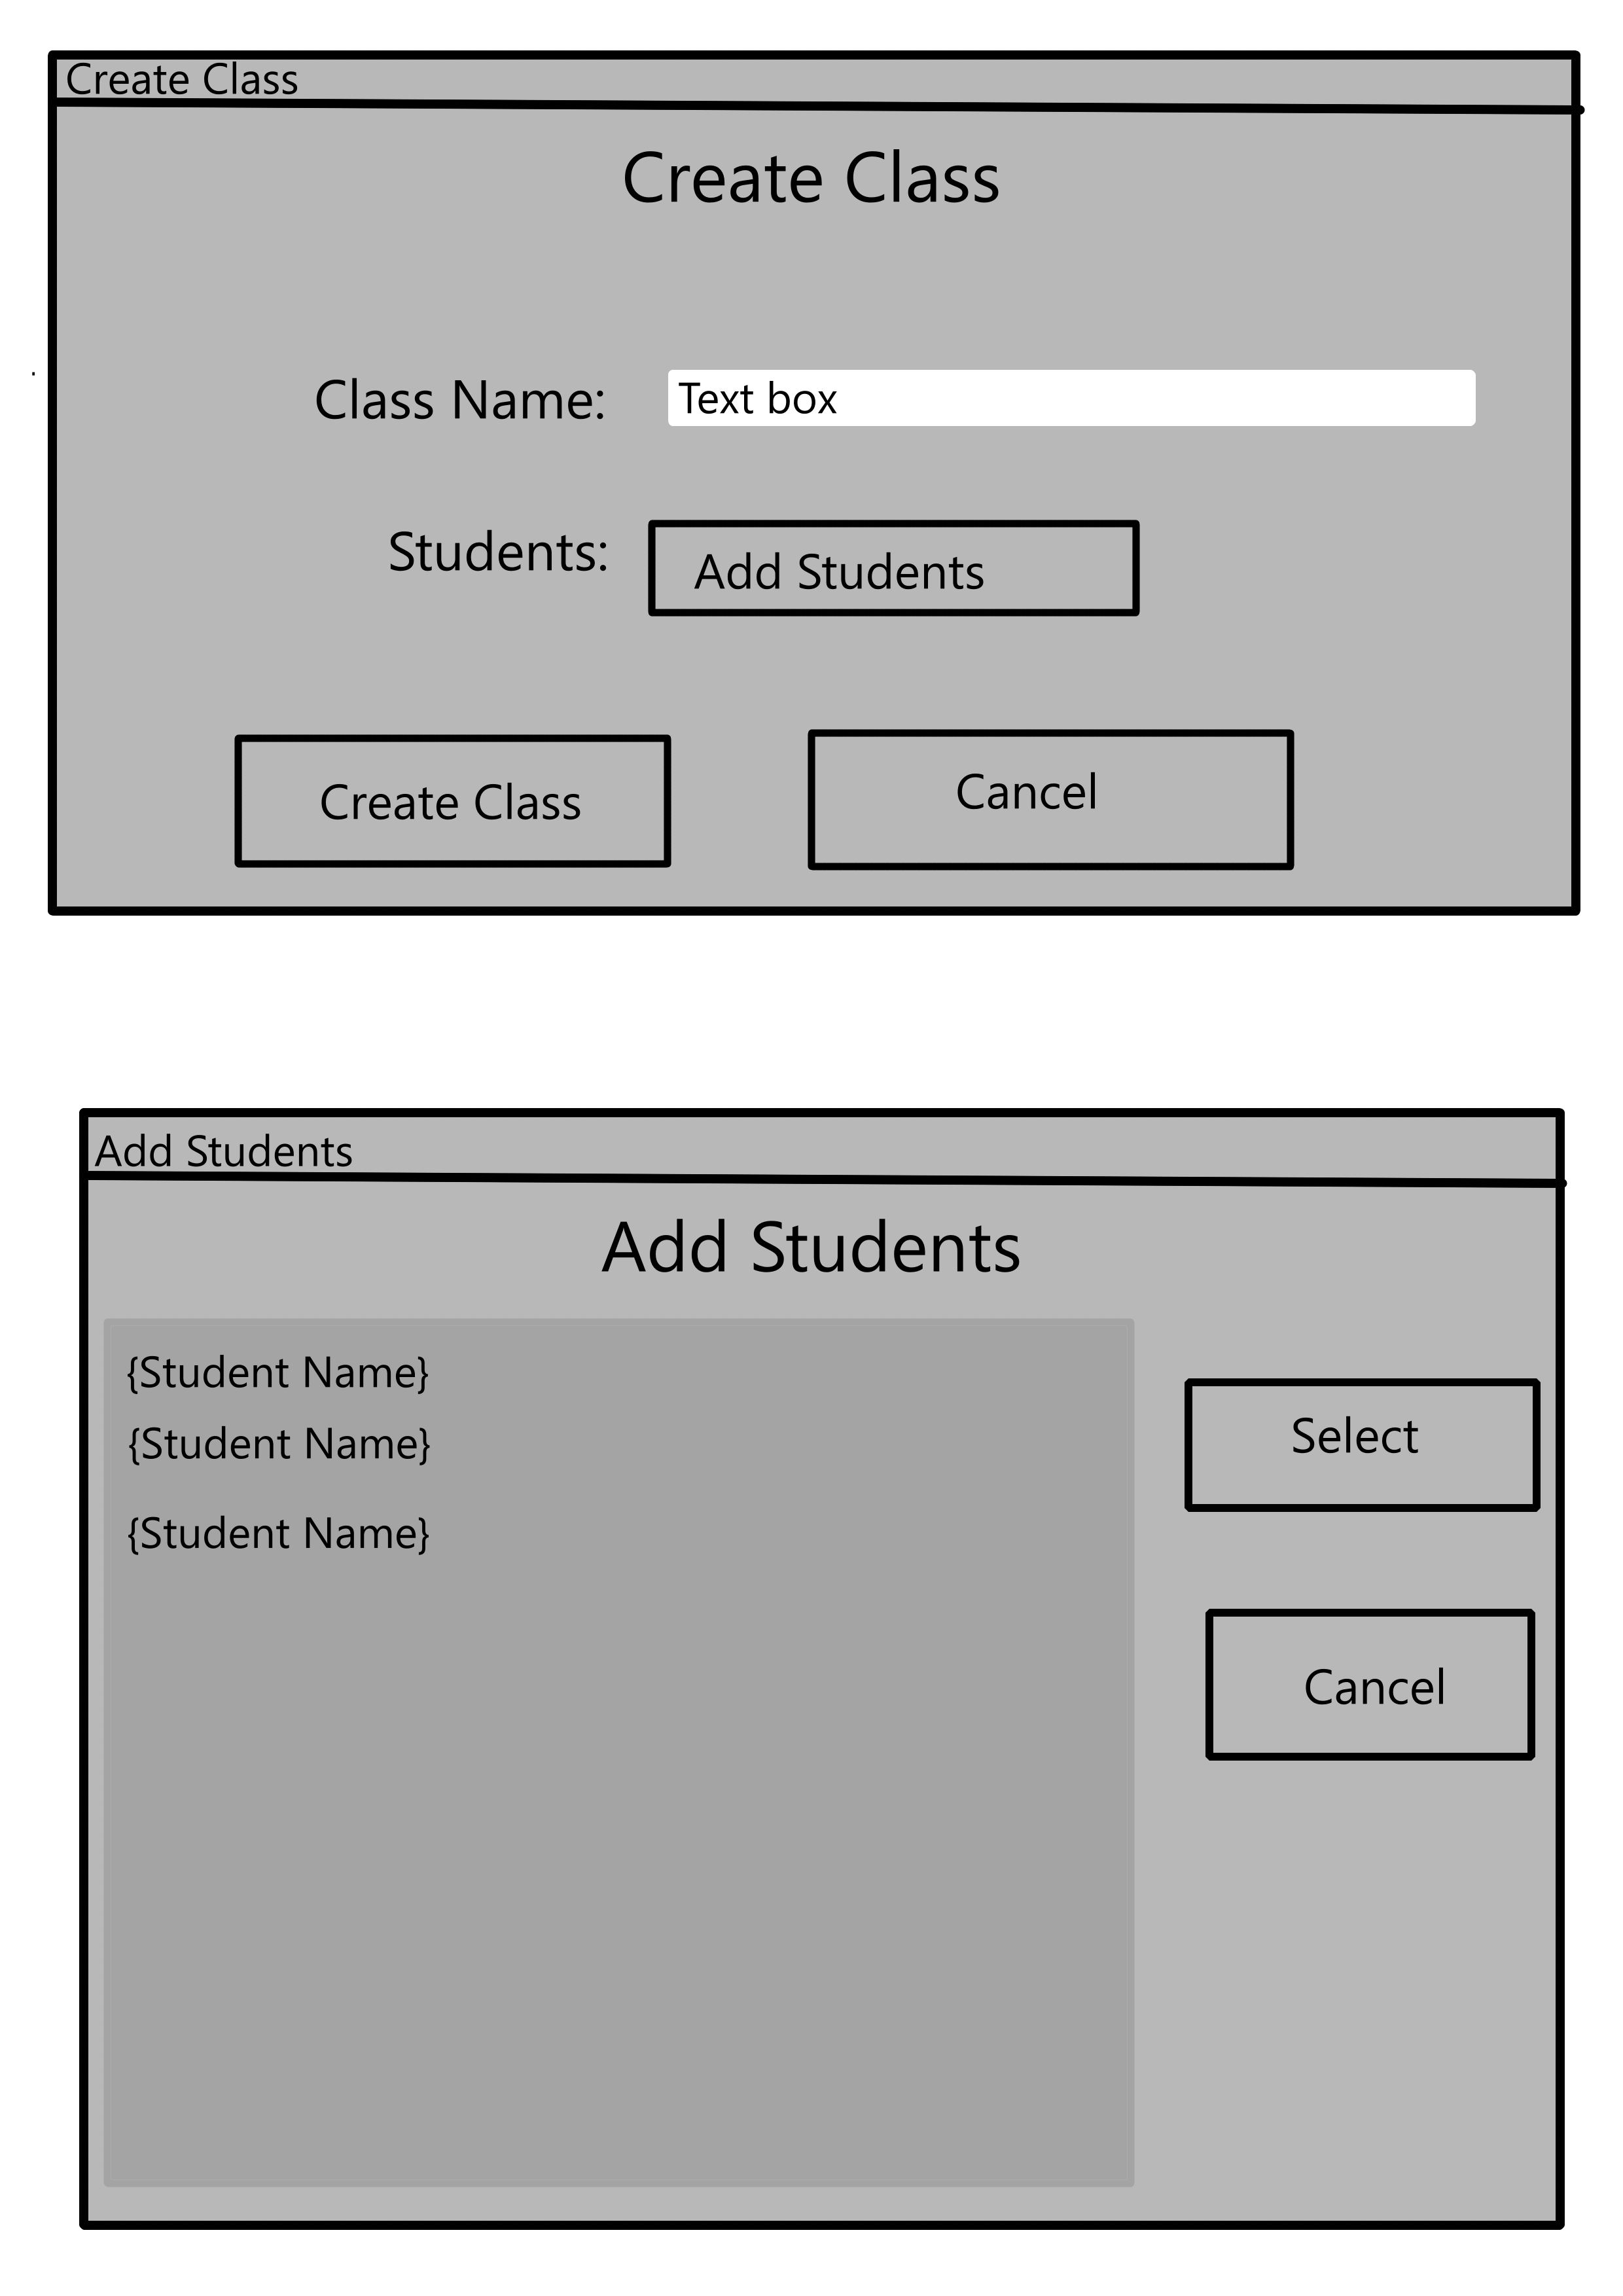 Create Class
Create Class
Class Name: Text box
Students: Add Students
Create Class Cancel
Add Students
Add Students
{Student Name}
{Student Name}
{Student Name}
Select
Cancel